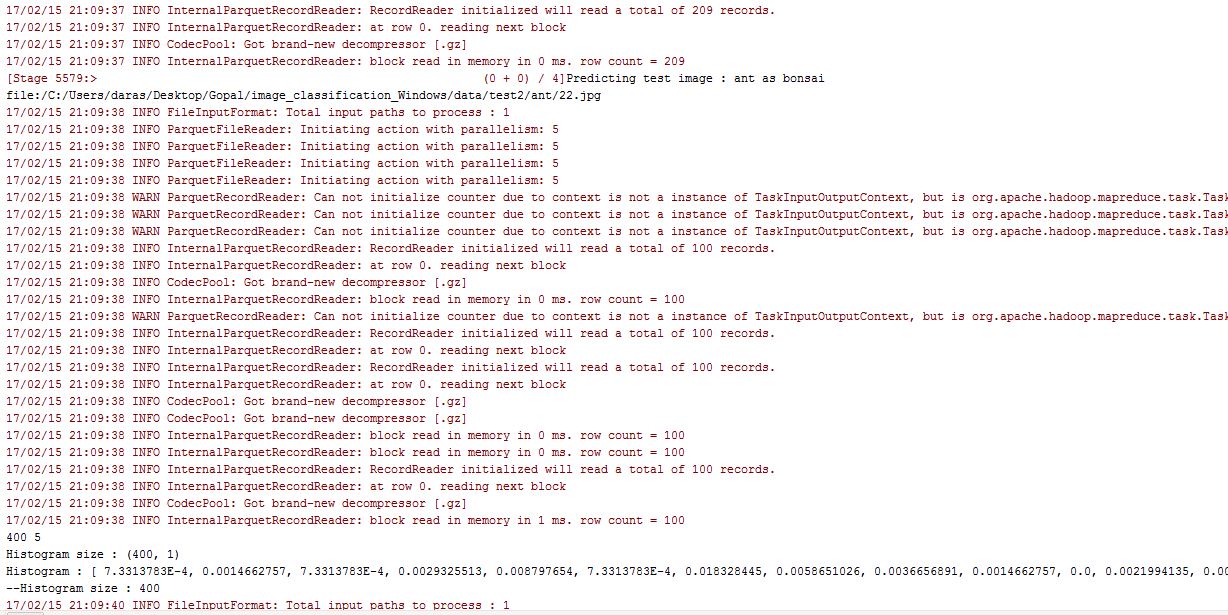 17/02/15 21:09:37 INFO InternalParquetRecordReader: RecordReader initialized will read a total of 209 records.
17/02/15 21:09:37 INFO InternalParquetRecordReader: at row 0. reading next block
17/02/15 21:09:37 INFO CodecPool: Got brand-new decompressor [.gz]
17/02/15 21:09:37 INFO InternalParquetRecordReader: block read in memory in 0 ms. row count = 209
[Stage 5579:> (0 + 0) / 4]Predicting test image : ant as bonsai
file:/C:/Users/daras/Desktop/Gopal/image_classification_Windows/data/test2/ant/22.jpg
17/02/15 21:09:38 INFO FileInputFormat: Total input paths to process : 1
17/02/15 21:09:38 INFO ParquetFileReader: Initiating action with parallelism: 5
17/02/15 21:09:38 INFO ParquetFileReader: Initiating action with parallelism: 5
17/02/15 21:09:38 INFO ParquetFileReader: Initiating action with parallelism: 5
17/02/15 21:09:38 INFO ParquetFileReader: Initiating action with parallelism: 5
17/02/15 21:09:38 WARN ParquetRecordReader: Can not initialize counter due to context is not a instance of TaskInputOutputContext, but is org.apache.hadoop.mapreduce.task.Task
17/02/15 21:09:38 WARN ParquetRecordReader: Can not initialize counter due to context is not a instance of TaskInputOutputContext, but is org.apache.hadoop.mapreduce.task.Task
17/02/15 21:09:38 WARN ParquetRecordReader: Can not initialize counter due to context is not a instance of TaskInputOutputContext, but is org.apache.hadoop.mapreduce.task.Task
17/02/15 21:09:38 INFO InternalParquetRecordReader: RecordReader initialized will read a total of 100 records.
17/02/15 21:09:38 INFO InternalParquetRecordReader: at row 0. reading next block
17/02/15 21:09:38 INFO CodecPool: Got brand-new decompressor [.gz]
17/02/15 21:09:38 INFO InternalParquetRecordReader: block read in memory in 0 ms. row count = 100
17/02/15 21:09:38 WARN ParquetRecordReader: Can not initialize counter due to context is not a instance of TaskInputOutputContext, but is org.apache.hadoop.mapreduce.task.Task
17/02/15 21:09:38 INFO InternalParquetRecordReader: RecordReader initialized will read a total of 100 records.
17/02/15 21:09:38 INFO InternalParquetRecordReader: at row 0. reading next block
17/02/15 21:09:38 INFO InternalParquetRecordReader: RecordReader initialized will read a total of 100 records.
17/02/15 21:09:38 INFO InternalParquetRecordReader: at row 0. reading next block
17/02/15 21:09:38 INFO CodecPool: Got brand-new decompressor [.gz]
17/02/15 21:09:38 INFO CodecPool: Got brand-new decompressor [.gz]
17/02/15 21:09:38 INFO InternalParquetRecordReader: block read in memory in 0 ms. row count = 100
17/02/15 21:09:38 INFO InternalParquetRecordReader: block read in memory in 0 ms. row count = 100
17/02/15 21:09:38 INFO InternalParquetRecordReader: RecordReader initialized will read a total of 100 records.
17/02/15 21:09:38 INFO InternalParquetRecordReader: at row 0. reading next block
17/02/15 21:09:38 INFO CodecPool: Got brand-new decompressor [.gz]
17/02/15 21:09:38 INFO InternalParquetRecordReader: block read in memory in 1 ms. row count = 100
400 5
Histogram size : (400, 1)
Histogram : [ 7.3313783E-4, 0.0014662757, 7.3313783E-4, 0.0029325513, 0.008797654, 7.3313783E-4, 0.018328445, 0.0058651026, 0.0036656891, 0.0014662757, 0.0, 0.0021994135, 0.00
--Histogram size : 400
17/02/15 21:09:40 INFO FileInputFormat: Total input paths to process : 1